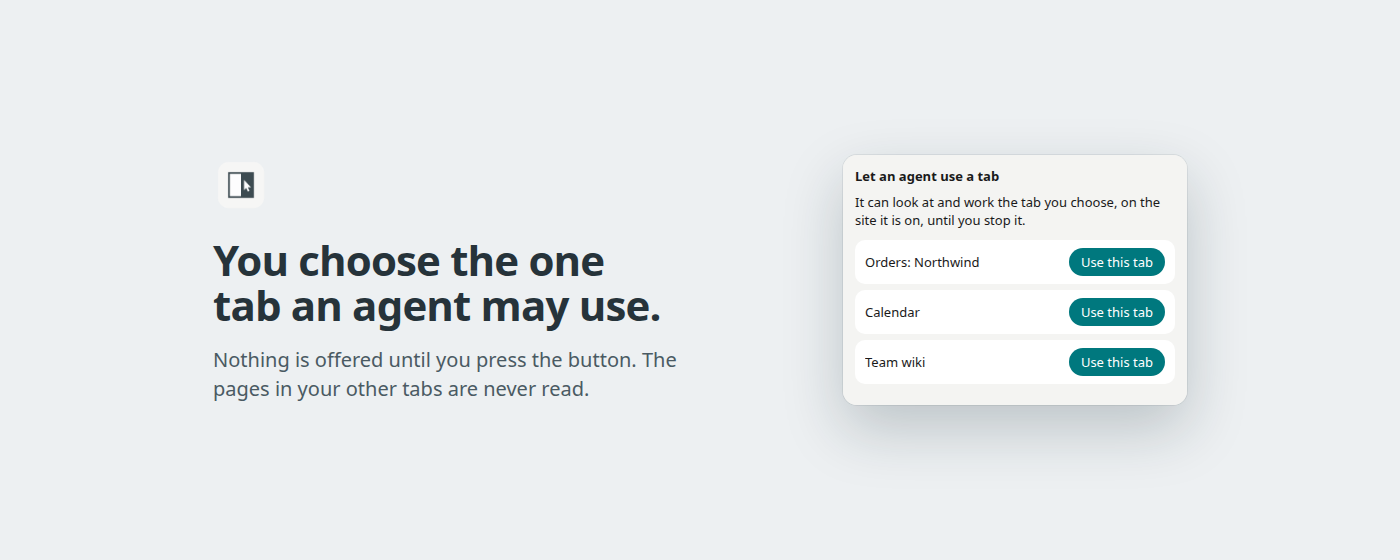 You choose the one
tab an agent may use.
Nothing is offered until you press the button. The
pages in your other tabs are never read.
Let an agent use a tab
It can look at and work the tab you choose, on the
site it is on, until you stop it.
Orders: Northwind
Use this tab
Calendar
Use this tab
Team wiki
Use this tab